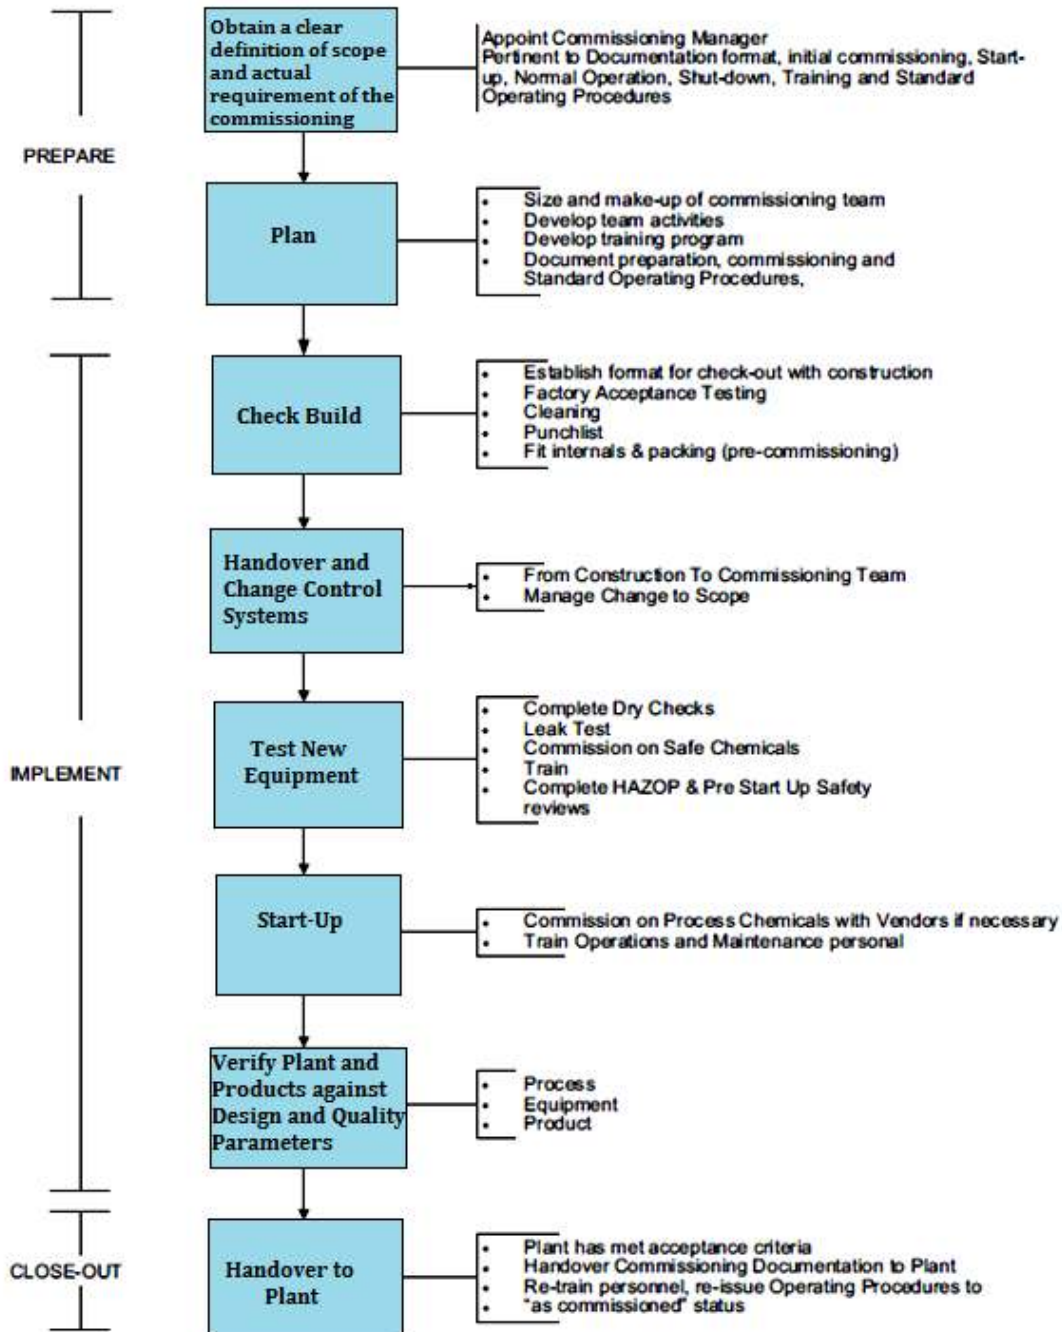 Obtain a clear
definition of scope
and actual
requirement of the
commissioning
Appoint Commissioning Manager
Pertinent to Documentation format, initial commissioning, Start-
up, Normal Operation, Shut-down, Training and Standard
Operating Procedures
PREPARE
Plan
• Size and make-up of commissioning team
• Develop team activities
• Develop training program
• Document preparation, commissioning and
Standard Operating Procedures,
Check Build
• Establish format for check-out with construction
• Factory Acceptance Testing
• Cleaning
• Punchlist
• Fit internals & packing (pre-commissioning)
Handover and
Change Control
Systems
• From Construction To Commissioning Team
• Manage Change to Scope
IMPLEMENT
Test New
Equipment
• Complete Dry Checks
• Leak Test
• Commission on Safe Chemicals
• Train
• Complete HAZOP & Pre Start Up Safety
reviews
Start-Up
• Commission on Process Chemicals with Vendors if necessary
• Train Operations and Maintenance personal
Verify Plant and
Products against
Design and Quality
Parameters
• Process
• Equipment
• Product
CLOSE-OUT
Handover to
Plant
• Plant has met acceptance criteria
• Handover Commissioning Documentation to Plant
• Re-train personnel, re-issue Operating Procedures to
• "as commissioned" status